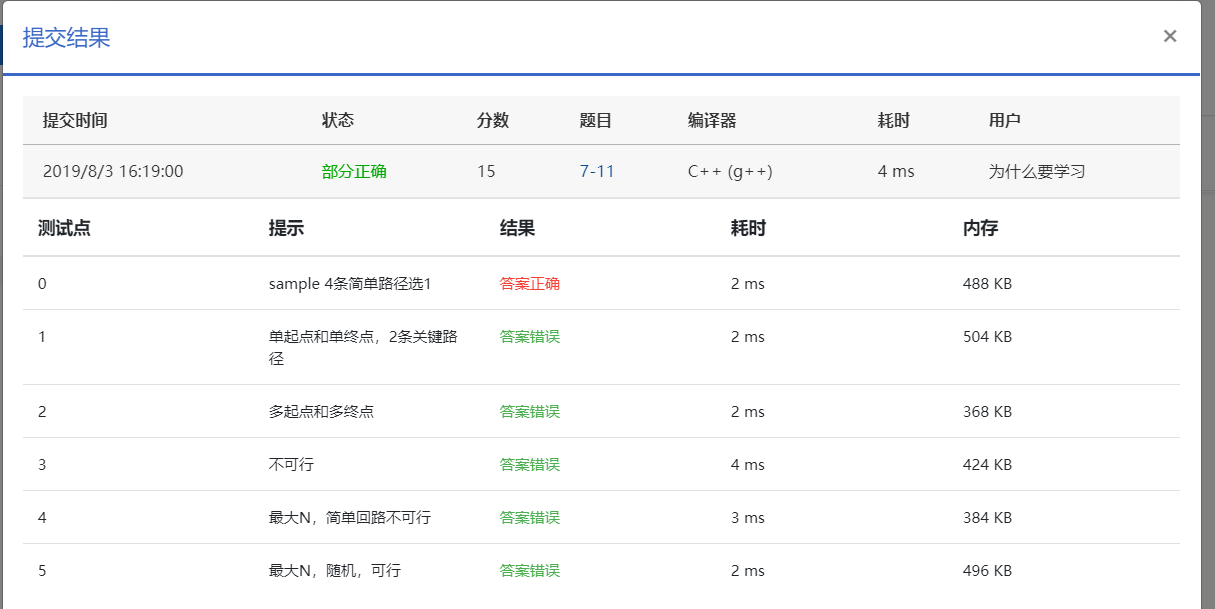 提交结果 ×
提交时间 状态 分数 题目 编译器 耗时 用户
2019/8/3 16:19:00 部分正确 15 7-11 C++ (g++) 4 ms 为什么要学习
测试点 提示 结果 耗时 内存
0 sample 4条简单路径选1 答案正确 2 ms 488 KB
1 单起点和单终点，2条关键路 答案错误 2 ms 504 KB
径
2 多起点和多终点 答案错误 2 ms 368 KB
3 不可行 答案错误 4 ms 424 KB
4 最大N，简单回路不可行 答案错误 3 ms 384 KB
5 最大N，随机，可行 答案错误 2 ms 496 KB